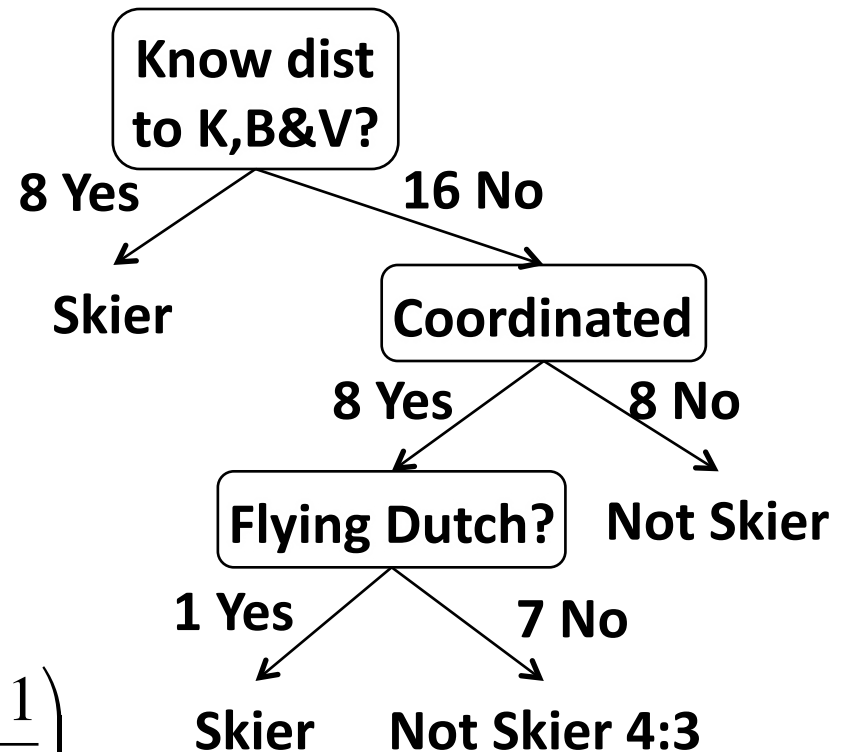 Know dist
to K,B&V?
8 Yes
16 No
Skier
Coordinated
8 Yes
8 No
Flying Dutch?
Not Skier
1 Yes
7 No
1
Skier
Not Skier 4:3